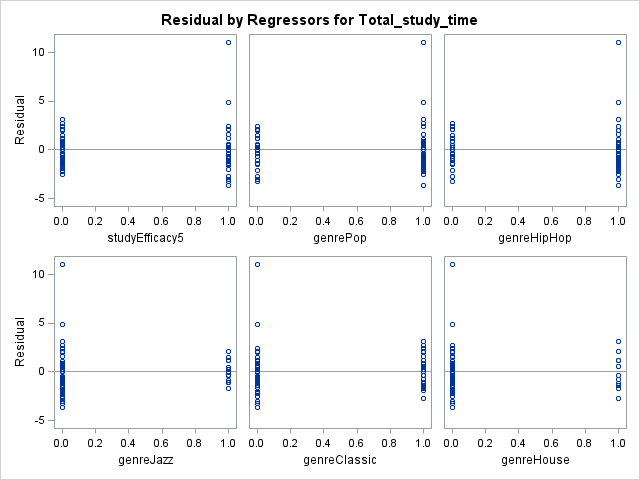 Residual by Regressors for Total_study_time
Residual
10
5
0
-5
0.0 0.2 0.4 0.6 0.8 1.0
studyEfficacy5
0.0 0.2 0.4 0.6 0.8 1.0
genrePop
0.0 0.2 0.4 0.6 0.8 1.0
genreHipHop
Residual
10
5
0
-5
0.0 0.2 0.4 0.6 0.8 1.0
genreJazz
0.0 0.2 0.4 0.6 0.8 1.0
genreClassic
0.0 0.2 0.4 0.6 0.8 1.0
genreHouse